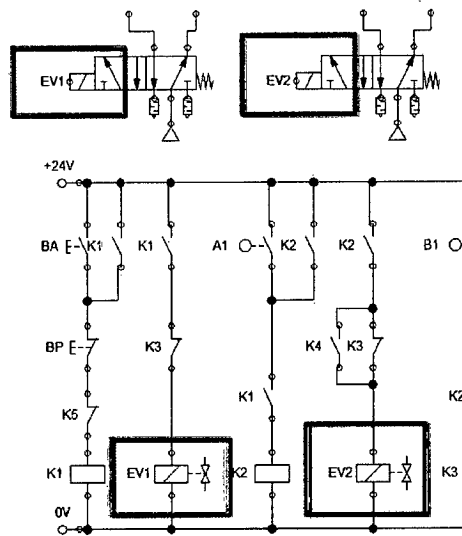 EV1 EV2
+24V
BA K1 K1 A1 K2 K2 B1
BP K3 K4 K3
K5 K1 K2
K1 EV1 K2 EV2 K3
0V